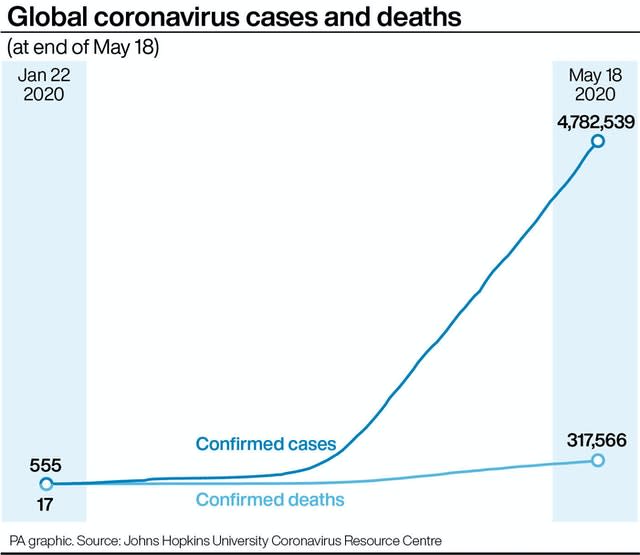 Global coronavirus cases and deaths
(at end of May 18)
Jan 22
2020
May 18
2020
4,782,539
Confirmed cases
317,566
555
17
Confirmed deaths
PA graphic. Source: Johns Hopkins University Coronavirus Resource Centre